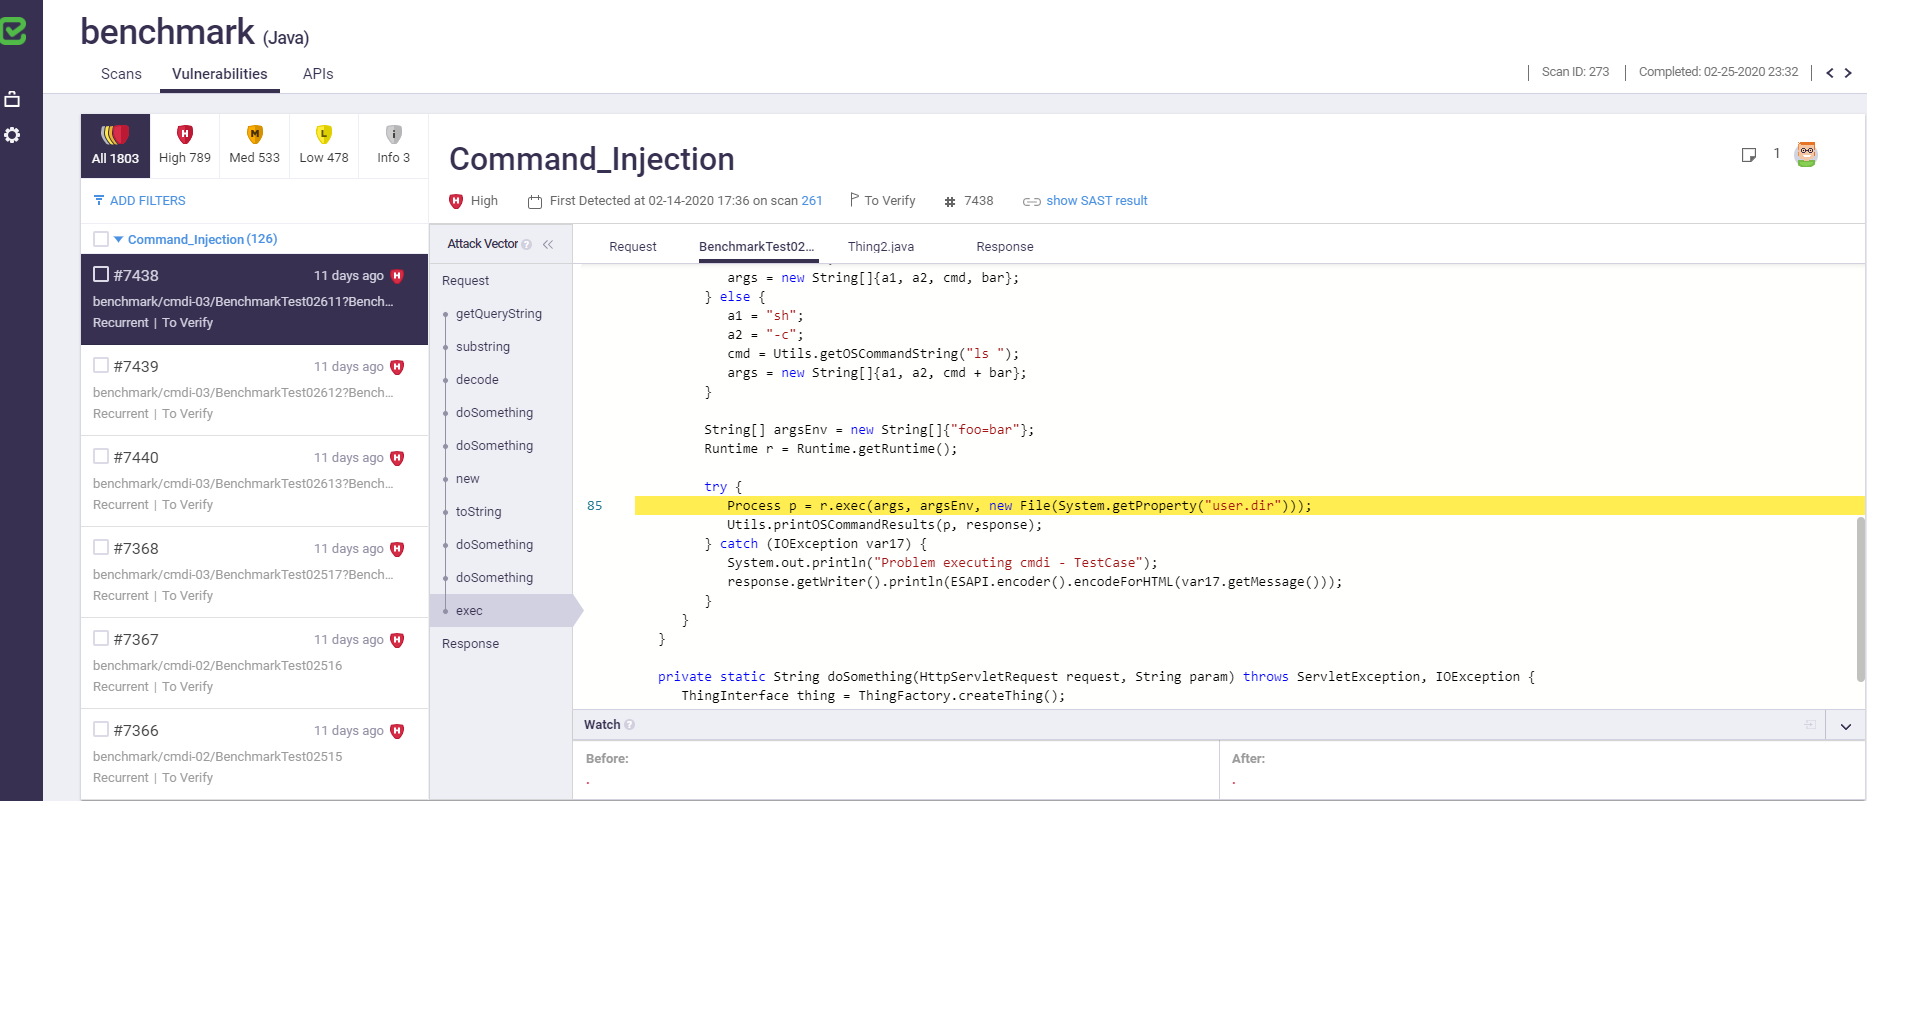 benchmark (Java)
Scans Vulnerabilities APIs
Scan ID: 273 Completed: 02-25-2020 23:32
All 1803 High 789 Med 533 Low 478 Info 3
ADD FILTERS
Command_Injection (126)
#7438 11 days ago H
benchmark/cmdi-03/BenchmarkTest02611?Bench...
Recurrent | To Verify
#7439 11 days ago H
benchmark/cmdi-03/BenchmarkTest02612?Bench...
Recurrent | To Verify
#7440 11 days ago H
benchmark/cmdi-03/BenchmarkTest02613?Bench...
Recurrent | To Verify
#7368 11 days ago H
benchmark/cmdi-03/BenchmarkTest02517?Bench...
Recurrent | To Verify
#7367 11 days ago H
benchmark/cmdi-02/BenchmarkTest02516
Recurrent | To Verify
#7366 11 days ago H
benchmark/cmdi-02/BenchmarkTest02515
Recurrent | To Verify
Command_Injection
1
H High First Detected at 02-14-2020 17:36 on scan 261 To Verify # 7438 show SAST result
Attack Vector ? «
Request
getQueryString
substring
decode
doSomething
doSomething
new
toString
doSomething
doSomething
exec
Response
Request BenchmarkTest02... Thing2.java Response
args = new String[]{a1, a2, cmd, bar};
} else {
a1 = "sh";
a2 = "-c";
cmd = Utils.getOSCommandString("ls ");
args = new String[]{a1, a2, cmd + bar};
}
String[] argsEnv = new String[]{"foo=bar"};
Runtime r = Runtime.getRuntime();
try {
85 Process p = r.exec(args, argsEnv, new File(System.getProperty("user.dir")));
Utils.printOSCommandResults(p, response);
} catch (IOException var17) {
System.out.println("Problem executing cmdi - TestCase");
response.getWriter().println(ESAPI.encoder().encodeForHTML(var17.getMessage()));
}
}
}
private static String doSomething(HttpServletRequest request, String param) throws ServletException, IOException {
ThingInterface thing = ThingFactory.createThing();
Watch ?
Before:
.
After:
.